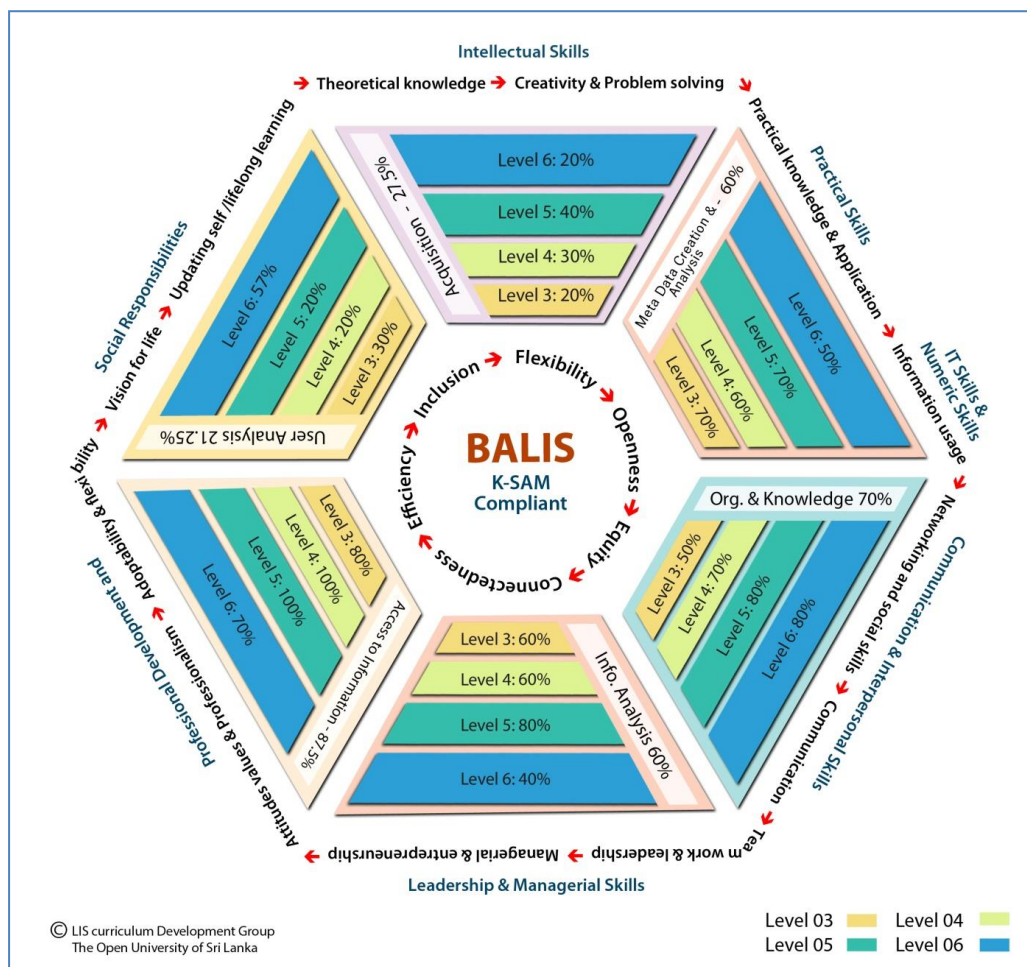 Intellectual Skills
Theoretical knowledge
Creativity & Problem solving
Practical knowledge & Application
Practical Skills
Information usage
IT Skills &
Numeric Skills
Networking and social skills
Communication
Communication & Interpersonal Skills
Team work & leadership
Managerial & entrepreneurship
Leadership & Managerial Skills
Attitudes values & Professionalism
Adoptability & flexibility
Professional Development and
Vision for life
Updating self /lifelong learning
Social Responsibilities
Acquisition - 27.5%
Level 6: 20%
Level 5: 40%
Level 4: 30%
Level 3: 20%
Meta Data Creation & - 60%
Analysis
Level 6: 50%
Level 5: 70%
Level 4: 60%
Level 3: 70%
Org. & Knowledge 70%
Level 3: 50%
Level 4: 70%
Level 5: 80%
Level 6: 80%
Info. Analysis 60%
Level 3: 60%
Level 4: 60%
Level 5: 80%
Level 6: 40%
Access to Information - 87.5%
Level 3: 80%
Level 4: 100%
Level 5: 100%
Level 6: 70%
User Analysis 21.25%
Level 6: 57%
Level 5: 20%
Level 4: 20%
Level 3: 30%
Inclusion
Flexibility
Openness
Equity
Connectedness
Efficiency
BALIS
K-SAM
Compliant
© LIS curriculum Development Group
The Open University of Sri Lanka
Level 03
Level 04
Level 05
Level 06